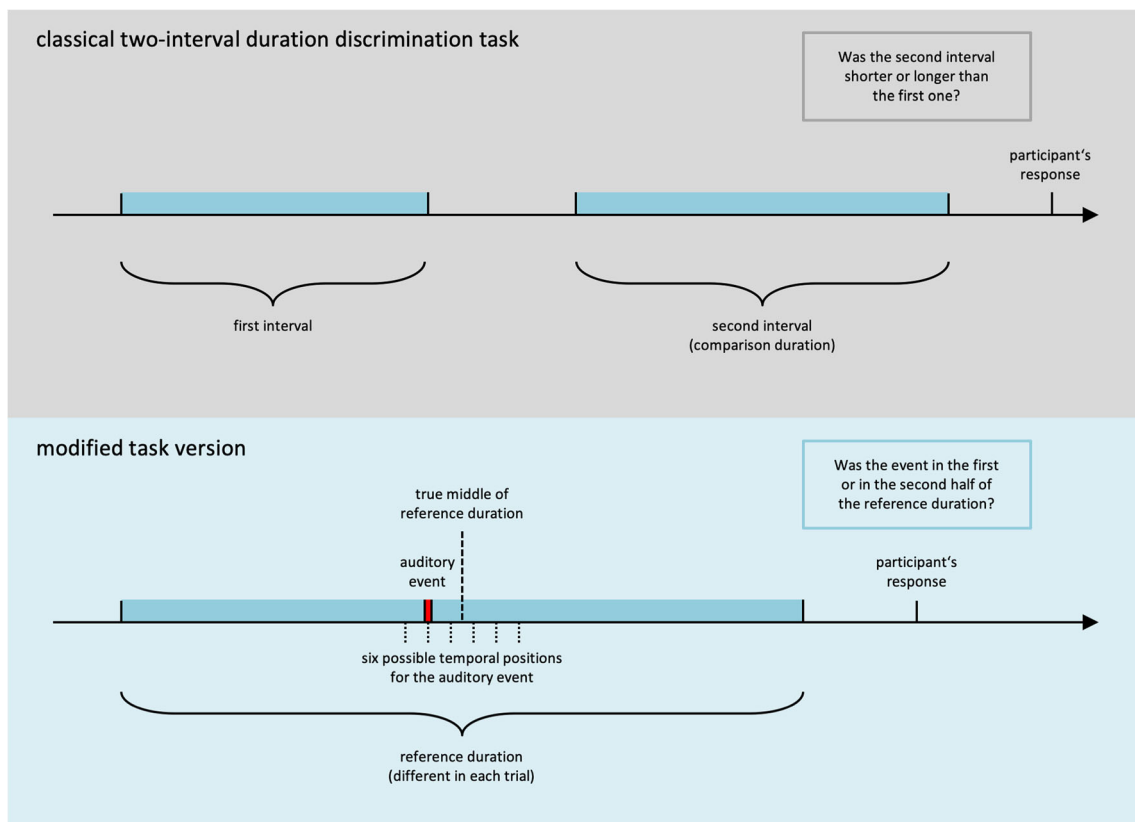 classical two-interval duration discrimination task
Was the second interval
shorter or longer than
the first one?
participant‘s
response
first interval
second interval
(comparison duration)
modified task version
Was the event in the first
or in the second half of
the reference duration?
true middle of
reference duration
auditory
event
participant‘s
response
six possible temporal positions
for the auditory event
reference duration
(different in each trial)